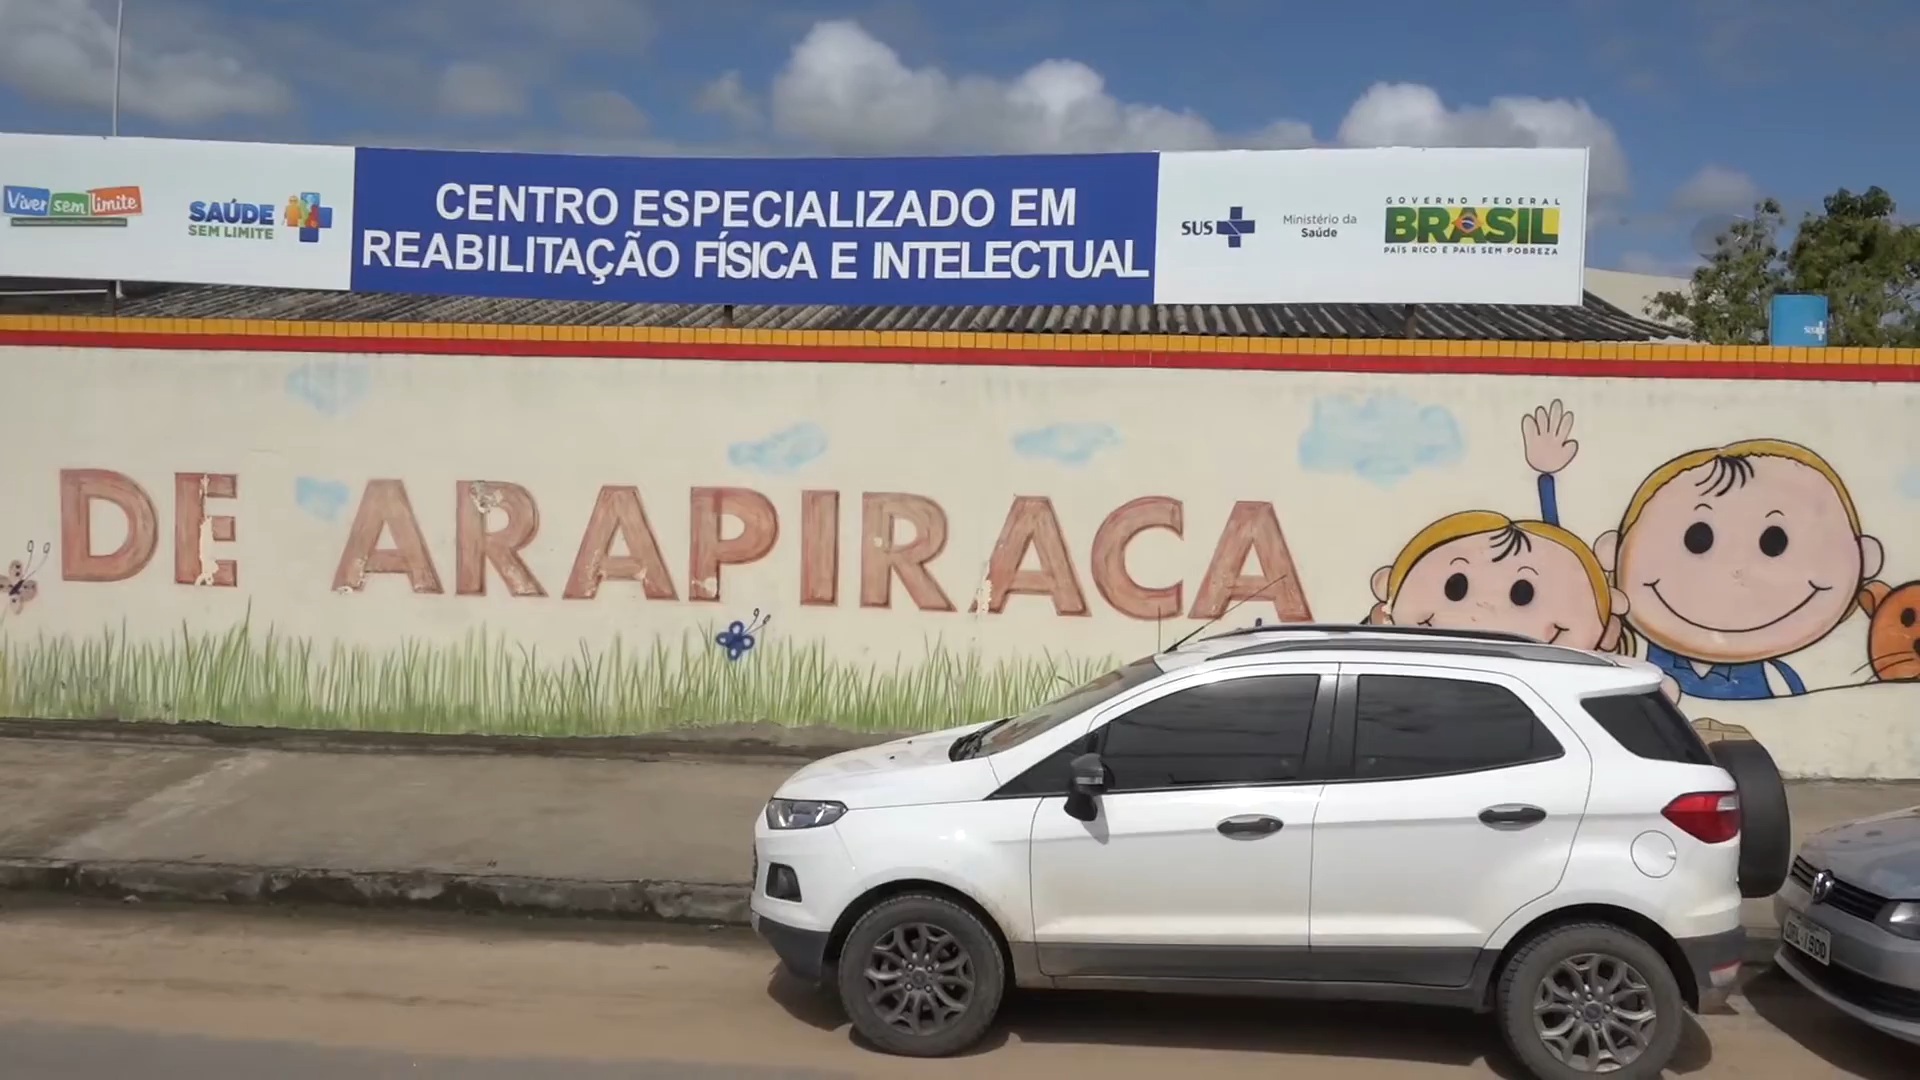 Viver sem limite
SAÚDE
SEM LIMITE
CENTRO ESPECIALIZADO EM
REABILITAÇÃO FÍSICA E INTELECTUAL
SUS
Ministério da
Saúde
GOVERNO FEDERAL
BRASIL
PAÍS RICO É PAÍS SEM POBREZA
DE ARAPIRACA